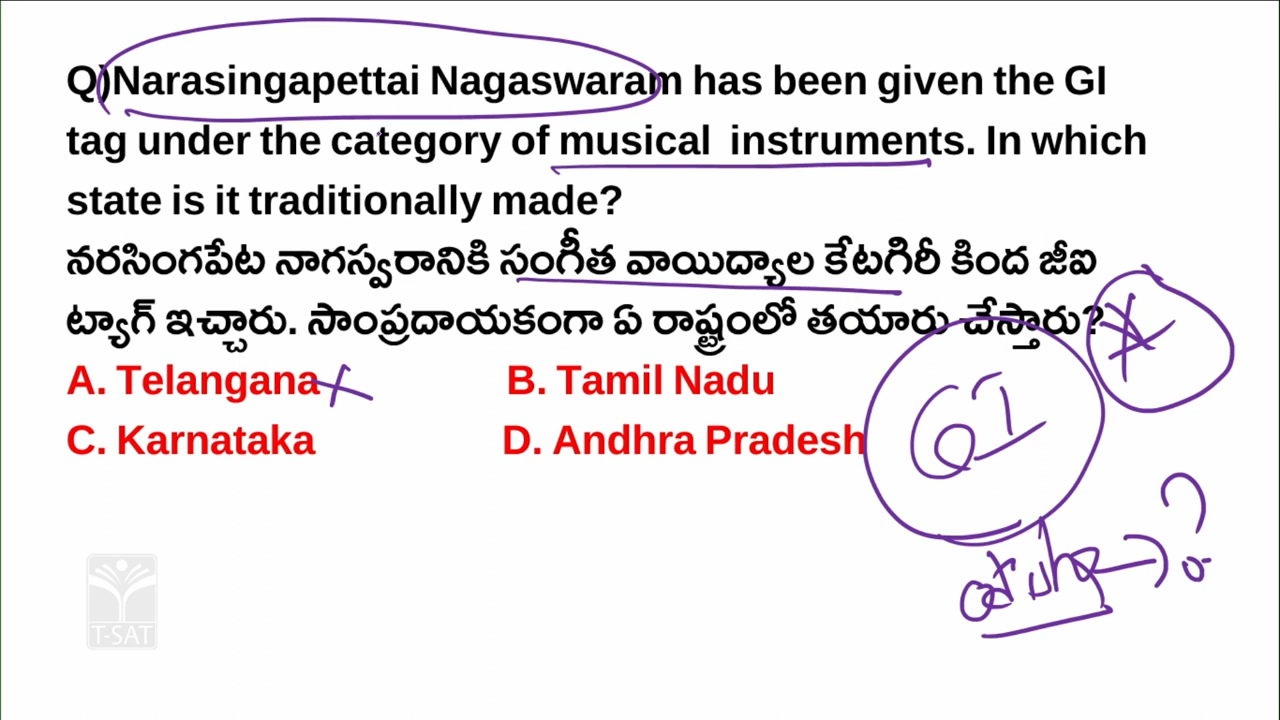 Q)Narasingapettai Nagaswaram has been given the GI
tag under the category of musical instruments. In which
state is it traditionally made?
నరసింగపేట నాగస్వరానికి సంగీత వాయిద్యాల కేటగిరీ కింద జీఐ
ట్యాగ్ ఇచ్చారు. సాంప్రదాయకంగా ఏ రాష్ట్రంలో తయారు చేస్తారు?
A. Telangana B. Tamil Nadu
C. Karnataka D. Andhra Pradesh
GI
?
T-SAT